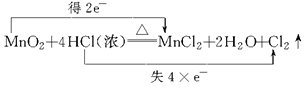 得 2e⁻
MnO₂+4HCl(浓)=△=MnCl₂+2H₂O+Cl₂↑
失 4×e⁻